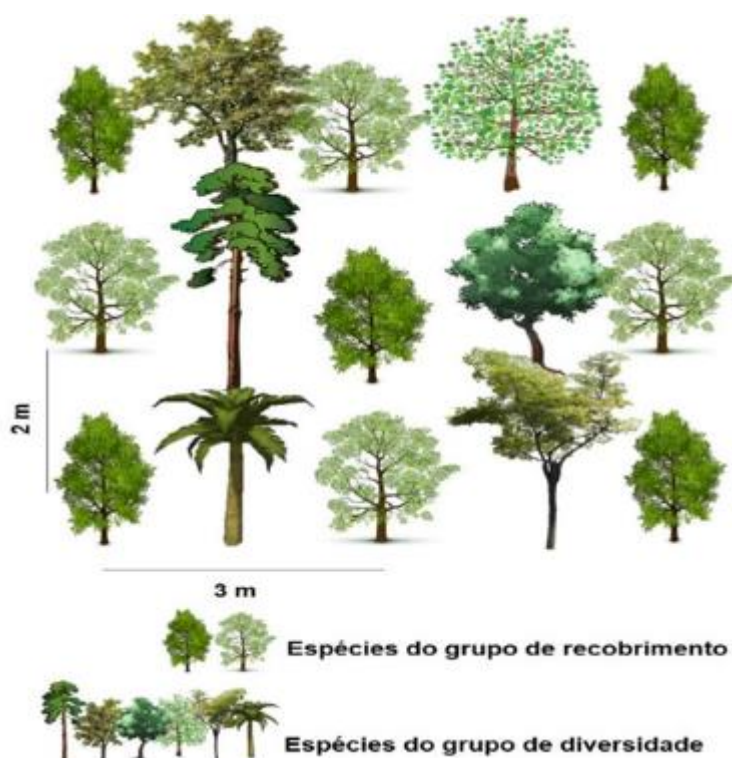 2 m
3 m
Espécies do grupo de recobrimento
Espécies do grupo de diversidade